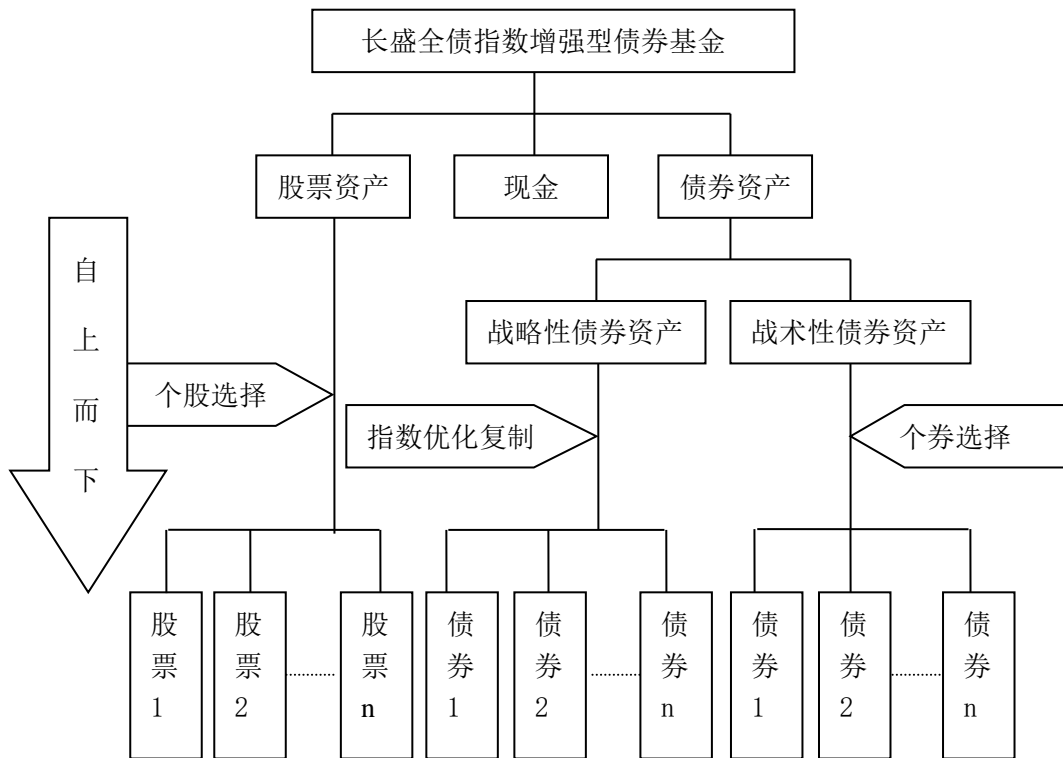 长盛全债指数增强型债券基金
股票资产
现金
债券资产
自上而下
战略性债券资产
战术性债券资产
个股选择
指数优化复制
个券选择
股票1
股票2
股票n
债券1
债券2
债券n
债券1
债券2
债券n